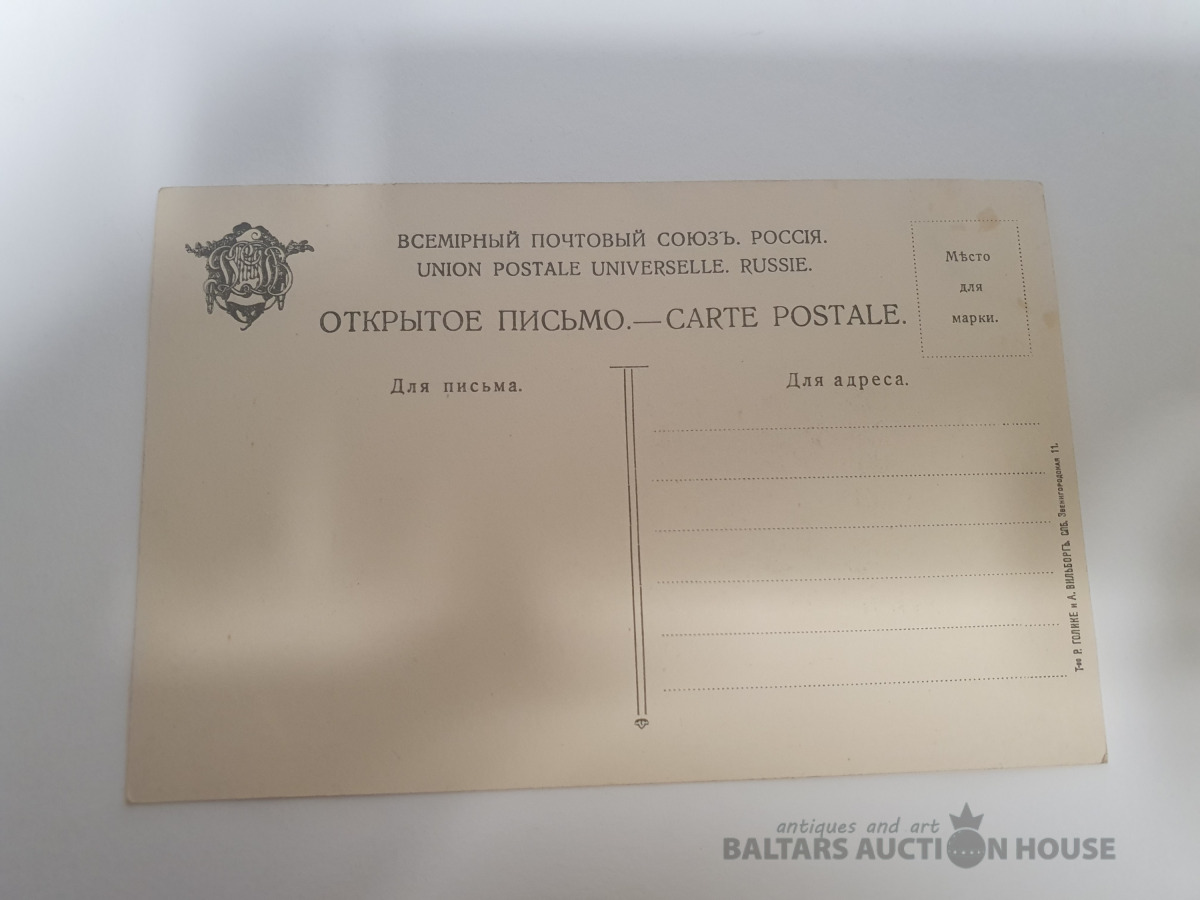 ВСЕМІРНЫЙ ПОЧТОВЫЙ СОЮЗЪ. РОССІЯ.
UNION POSTALE UNIVERSELLE. RUSSIE.
ОТКРЫТОЕ ПИСЬМО.—CARTE POSTALE.
Мѣсто
для
марки.
Для письма.
Для адреса.
Т-во Р. ГОЛИКЕ и А. ВИЛЬБОРГЪ. СПБ. Звенигородская 11.
antiques and art
BALTARS AUCTION HOUSE